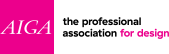 AIGA
the professional
association for design